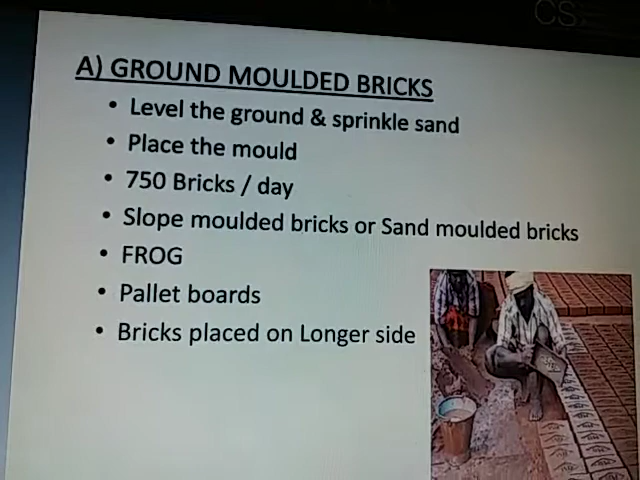 CS
A) GROUND MOULDED BRICKS
• Level the ground & sprinkle sand
• Place the mould
• 750 Bricks / day
• Slope moulded bricks or Sand moulded bricks
• FROG
• Pallet boards
• Bricks placed on Longer side